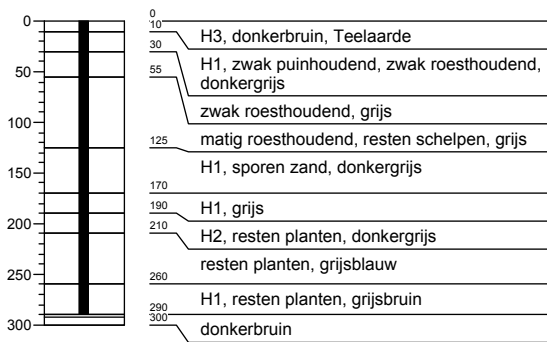 0
50
100
150
200
250
300
0
10
H3, donkerbruin, Teelaarde
30
H1, zwak puinhoudend, zwak roesthoudend,
donkergrijs
55
zwak roesthoudend, grijs
matig roesthoudend, resten schelpen, grijs
125
H1, sporen zand, donkergrijs
170
H1, grijs
190
H2, resten planten, donkergrijs
210
resten planten, grijsblauw
260
H1, resten planten, grijsbruin
290
300
donkerbruin